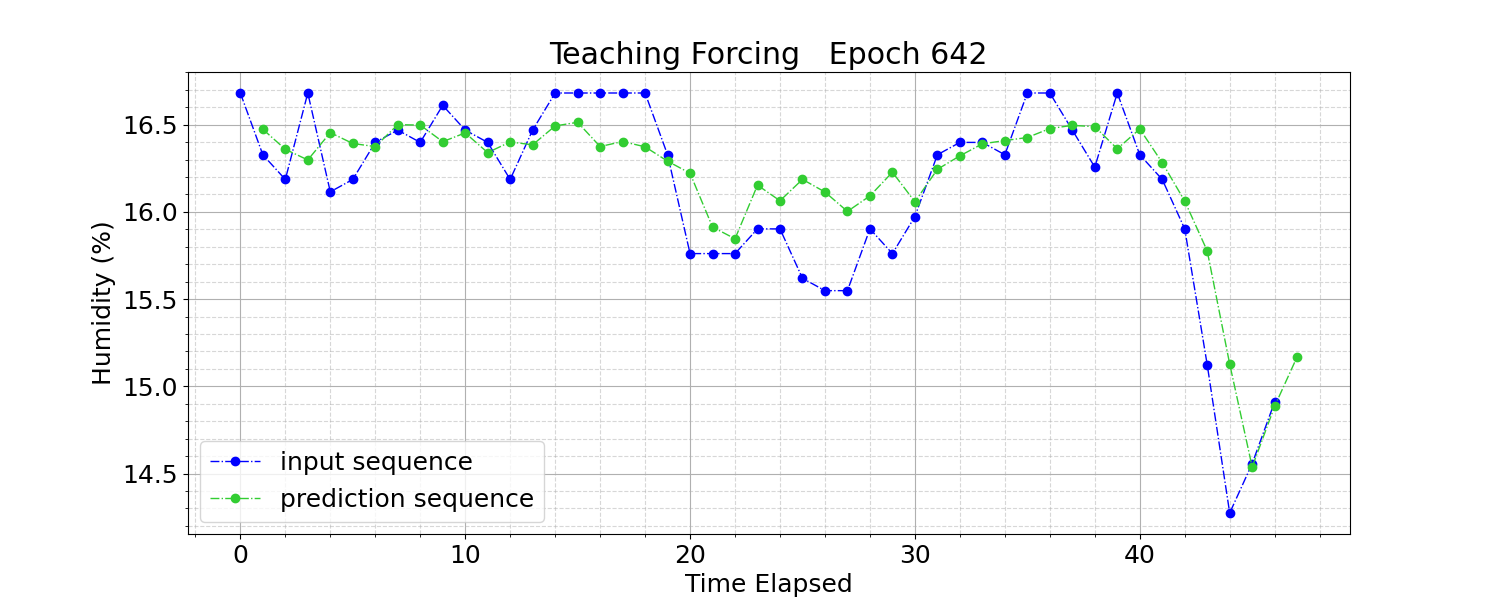 Teaching Forcing   Epoch 642
Humidity (%)
16.5
16.0
15.5
15.0
14.5
input sequence
prediction sequence
0 10 20 30 40
Time Elapsed